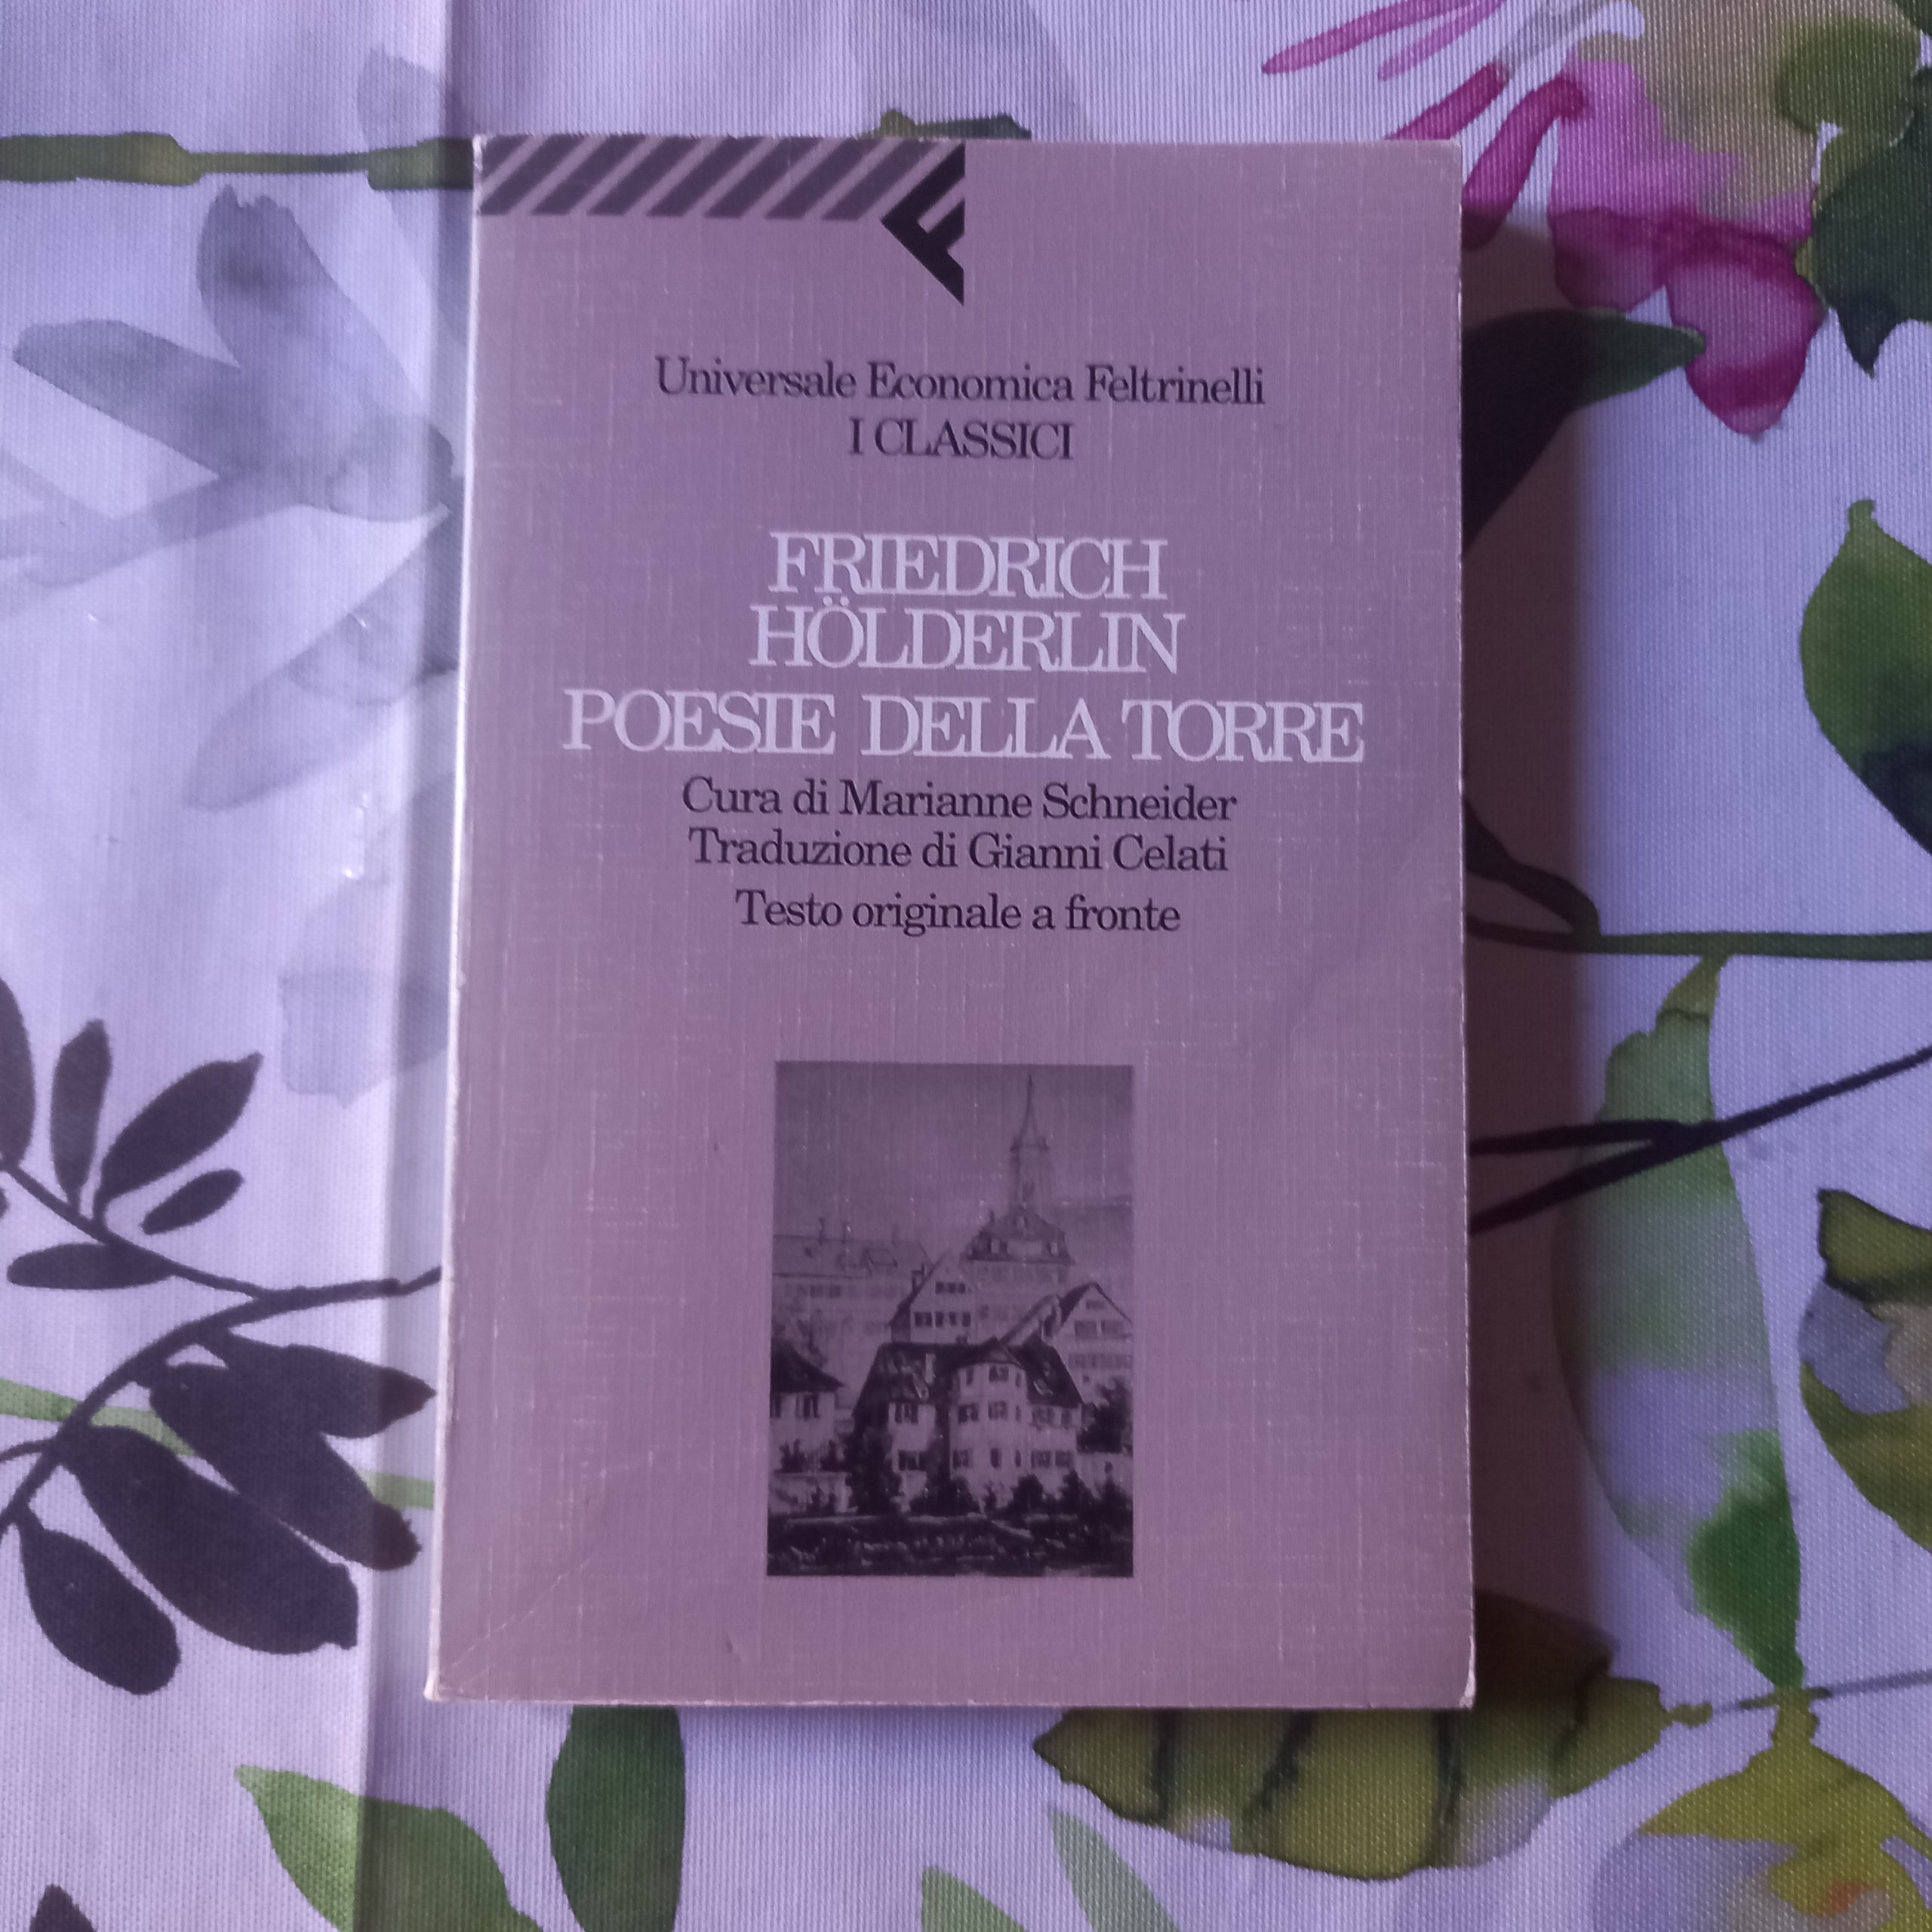 Universale Economica Feltrinelli
I CLASSICI
FRIEDRICH
HÖLDERLIN
POESIE DELLA TORRE
Cura di Marianne Schneider
Traduzione di Gianni Celati
Testo originale a fronte